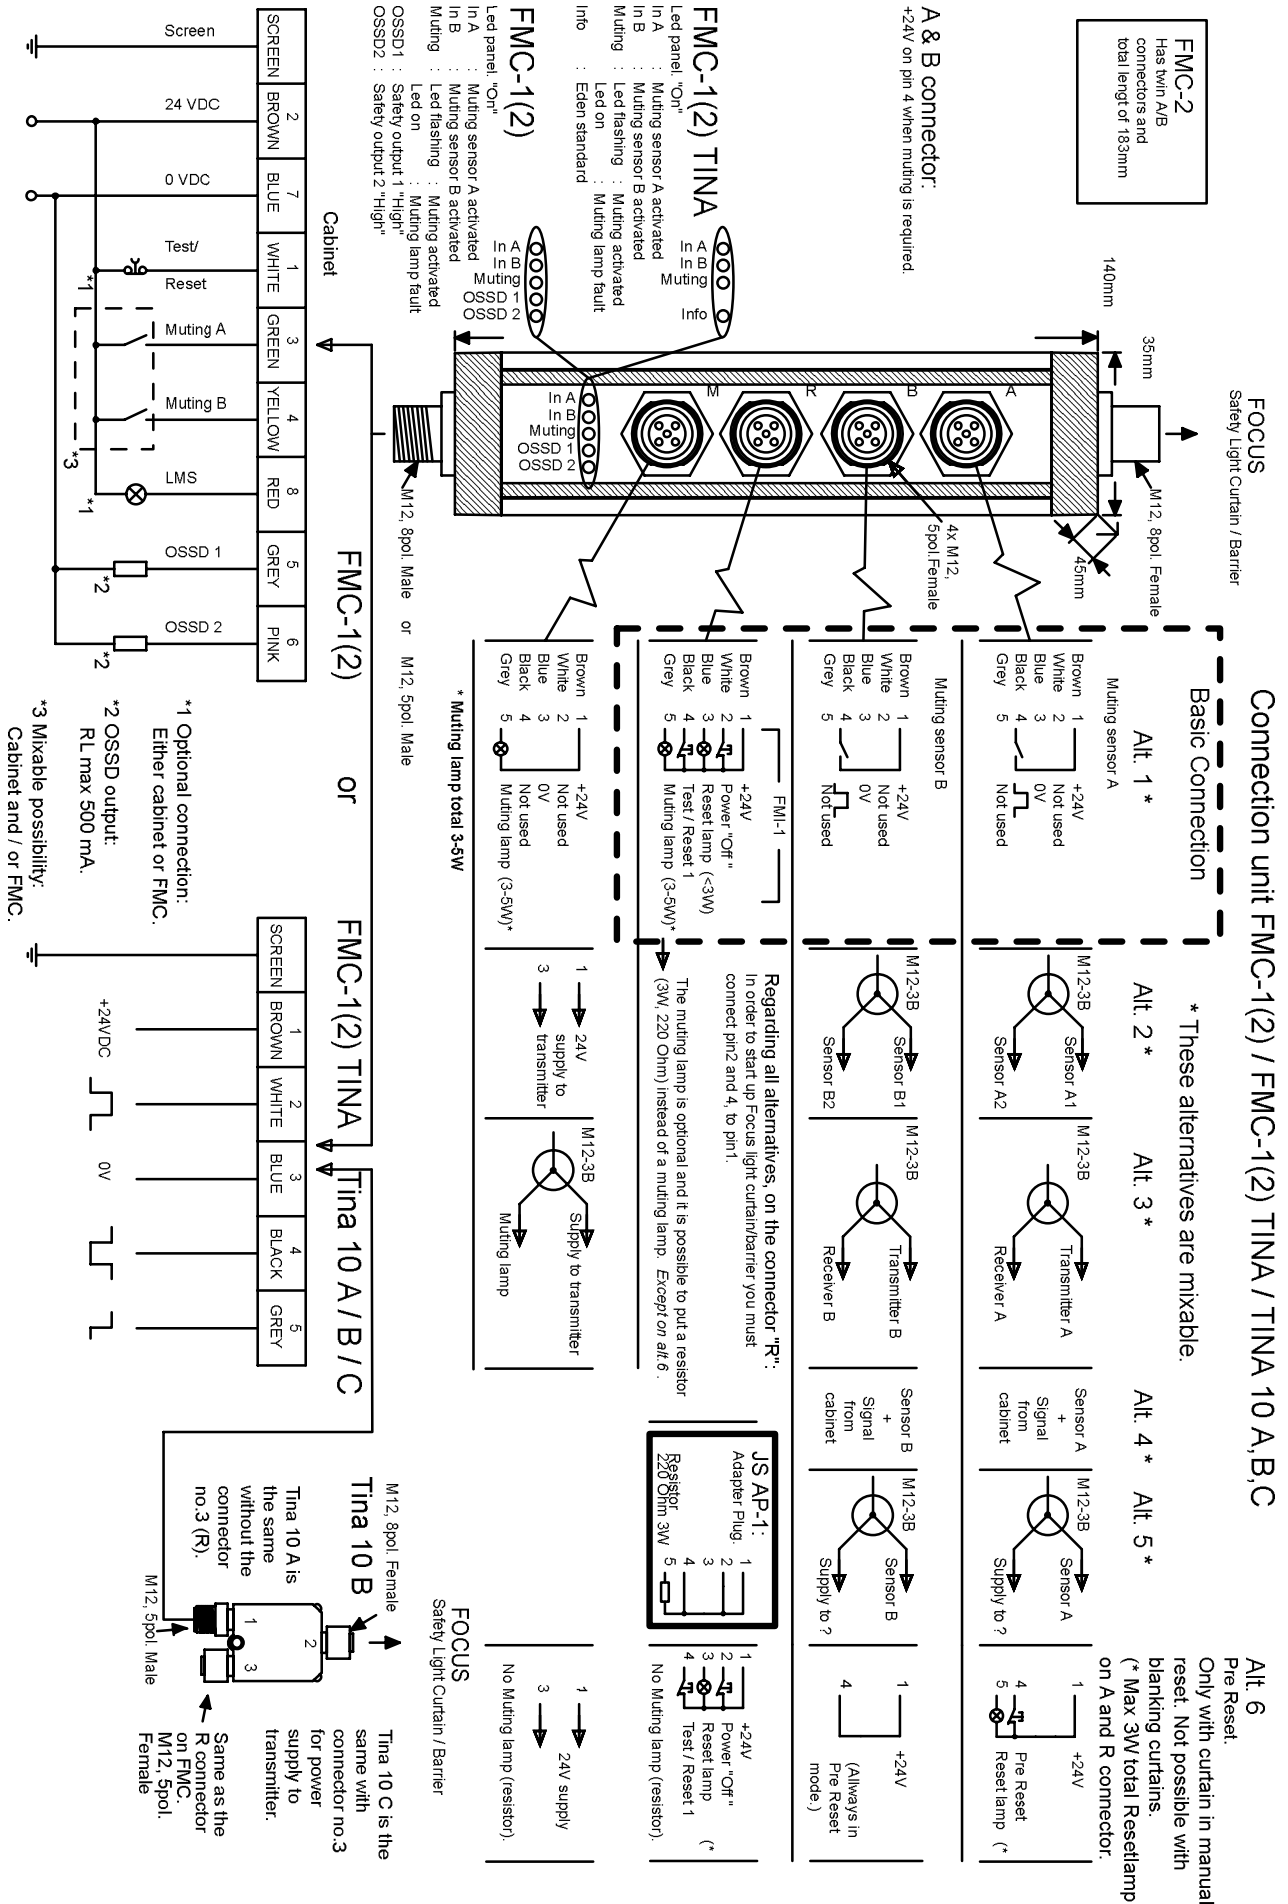 Connection unit FMC-1(2) / FMC-1(2) TINA / TINA 10 A,B,C
FMC-2
Has twin A/B
connectors and
total lengt of 183mm
A & B connector:
+24V on pin 4 when muting is required.
FMC-1(2) TINA
Led panel. "On"
In A : Muting sensor A activated
In B : Muting sensor B activated
Muting : Led flashing : Muting activated
Led on : Muting lamp fault
Info : Eden standard
FMC-1(2)
Led panel. "On"
In A : Muting sensor A activated
In B : Muting sensor B activated
Muting : Led flashing : Muting activated
Led on : Muting lamp fault
OSSD1 : Safety output 1 "High"
OSSD2 : Safety output 2 "High"
In A
In B
Muting
Info
In A
In B
Muting
OSSD 1
OSSD 2
140mm
35mm
45mm
FOCUS
Safety Light Curtain / Barrier
M12, 8pol. Female
4x M12,
5pol.Female
A
B
R
M
In A
In B
Muting
OSSD 1
OSSD 2
M12, 8pol. Male or M12, 5pol. Male
Basic Connection
* These alternatives are mixable.
Alt. 1 *
Alt. 2 *
Alt. 3 *
Alt. 4 *
Alt. 5 *
Alt. 6
Pre Reset.
Only with curtain in manual
reset. Not possible with
blanking curtains.
(* Max 3W total Resetlamp
on A and R connector.
Muting sensor A
Brown 1 +24V
White 2 Not used
Blue 3 0V
Black 4
Grey 5 Not used
M12-3B
Sensor A1
Sensor A2
M12-3B
Transmitter A
Receiver A
Sensor A
+
Signal
from
cabinet
M12-3B
Sensor A
Supply to ?
1 +24V
4 Pre Reset
5 Reset lamp (*
Muting sensor B
Brown 1 +24V
White 2 Not used
Blue 3 0V
Black 4
Grey 5 Not used
M12-3B
Sensor B1
Sensor B2
M12-3B
Transmitter B
Receiver B
Sensor B
+
Signal
from
cabinet
M12-3B
Sensor B
Supply to ?
1 +24V
4
(Allways in
Pre Reset
mode.)
FMI-1
Brown 1 +24V
White 2 Power "Off"
Blue 3 Reset lamp (<3W)
Black 4 Test / Reset 1
Grey 5 Muting lamp (3-5W)*
Regarding all alternatives, on the connector "R":
In order to start up Focus light curtain/barrier you must
connect pin2 and 4, to pin1.
The muting lamp is optional and it is possible to put a resistor
(3W, 220 Ohm) instead of a muting lamp. Except on alt.6 .
JS AP-1:
Adapter Plug.
1
2
3
4
5
Resistor
220 Ohm 3W
1 +24V
2 Power "Off"
3 Reset lamp (*
4 Test / Reset 1
No Muting lamp (resistor).
Brown 1 +24V
White 2 Not used
Blue 3 0V
Black 4 Not used
Grey 5 Muting lamp (3-5W)*
* Muting lamp total 3-5W
1 24V
supply to
3 transmitter
M12-3B
Supply to transmitter
Muting lamp
1
24V supply
3
No Muting lamp (resistor).
FMC-1(2) or FMC-1(2) TINA Tina 10 A / B / C
Cabinet
SCREEN
2 BROWN
7 BLUE
1 WHITE
3 GREEN
4 YELLOW
8 RED
5 GREY
6 PINK
Screen
24 VDC
0 VDC
Test/
Reset
Muting A
Muting B
LMS
OSSD 1
OSSD 2
*1
*3
*1
*2
*2
*1 Optional connection:
Either cabinet or FMC.
*2 OSSD output:
RL max 500 mA.
*3 Mixable possibility:
Cabinet and / or FMC.
SCREEN
1 BROWN
2 WHITE
3 BLUE
4 BLACK
5 GREY
+24VDC
0V
FOCUS
Safety Light Curtain / Barrier
M12, 8pol. Female
Tina 10 B
Tina 10 A is
the same
without the
connector
no.3 (R).
1
2
3
M12, 5pol. Male
Same as the
R connector
on FMC.
M12, 5pol.
Female
Tina 10 C is the
same with
connector no.3
for power
supply to
transmitter.